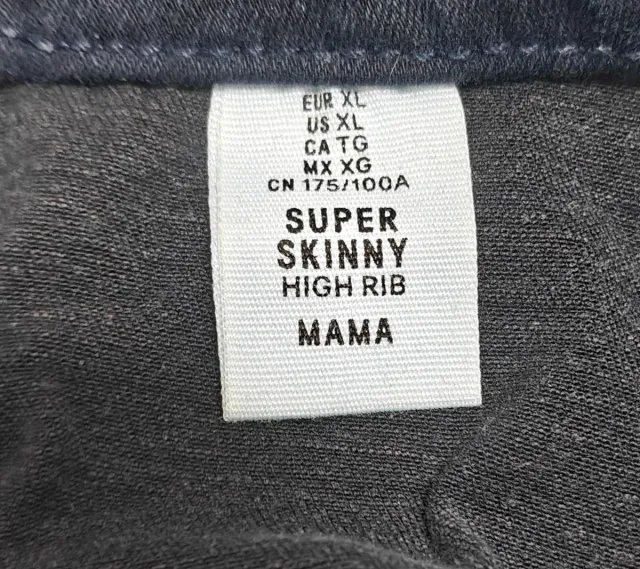 EUR XL
US XL
CA TG
MX XG
CN 175/100A
SUPER
SKINNY
HIGH RIB
MAMA